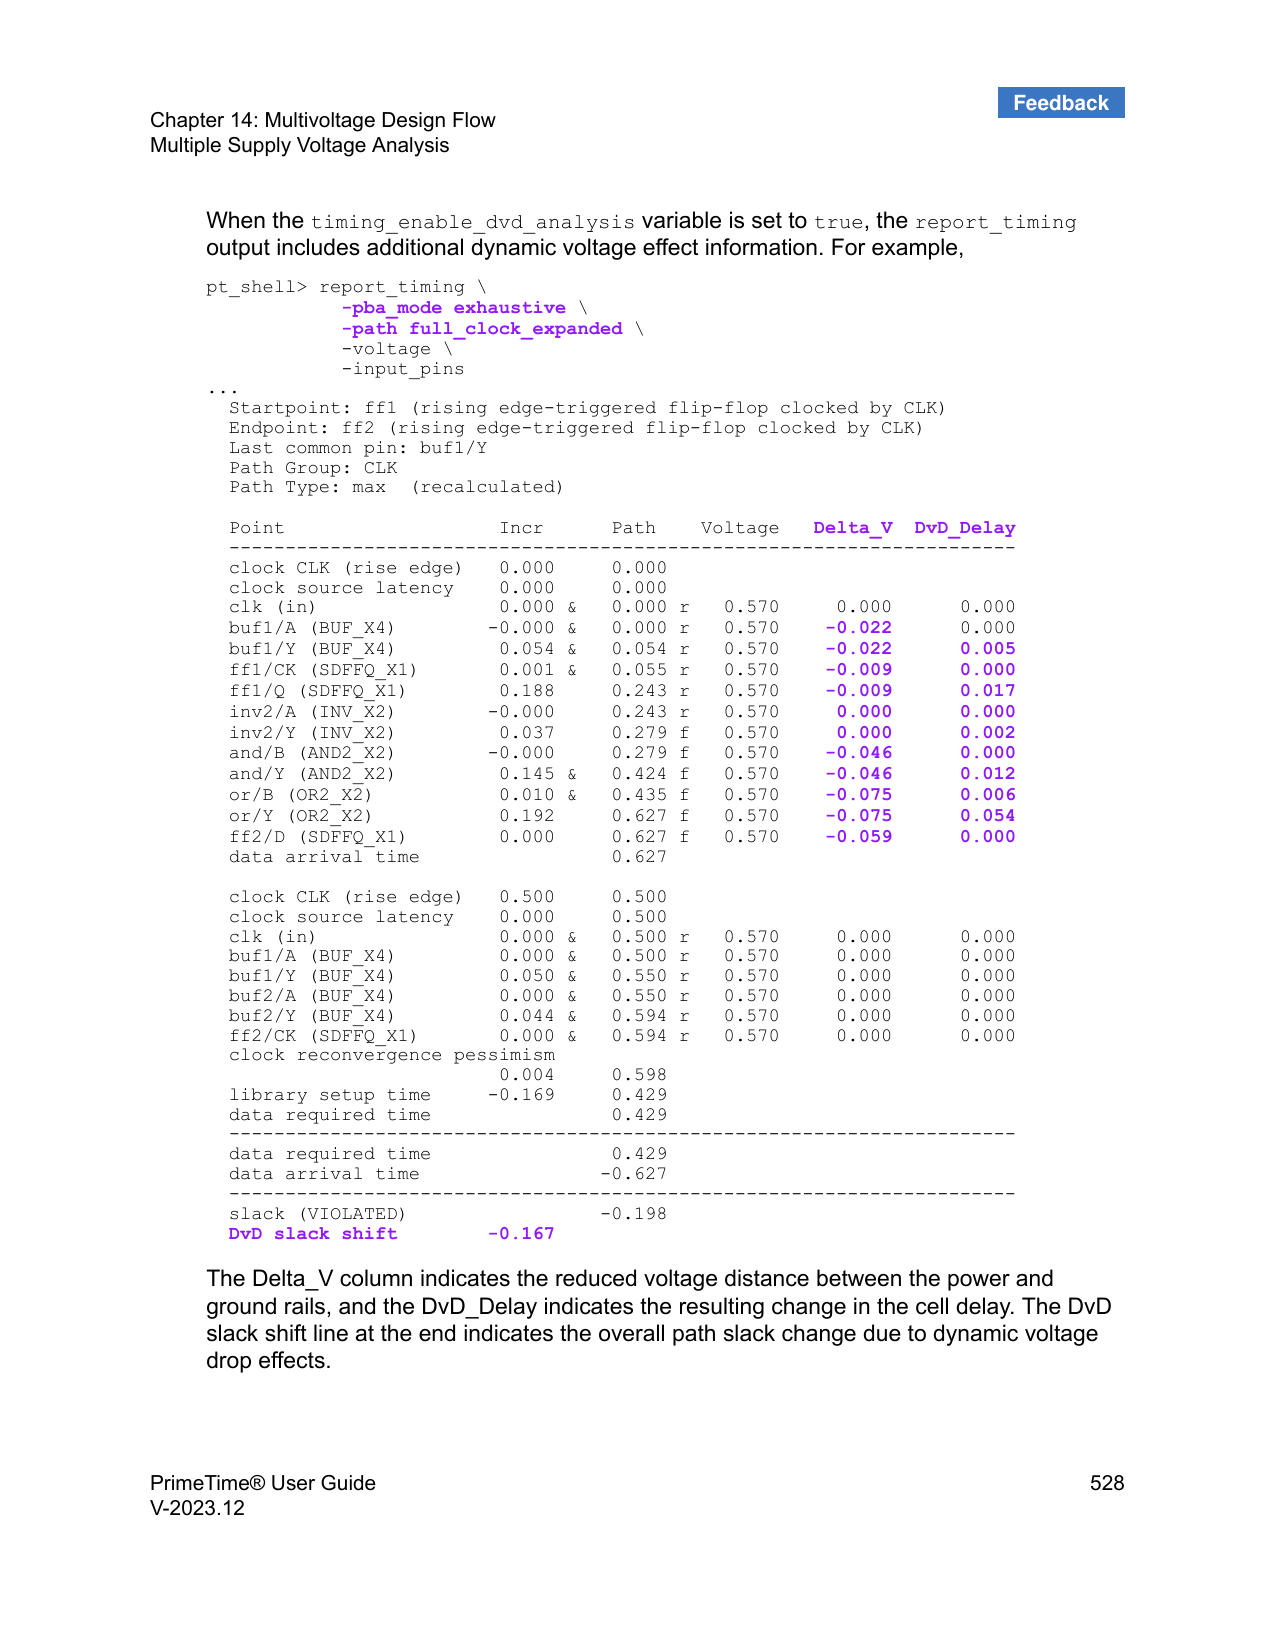 Feedback
Chapter 14: Multivoltage Design Flow
Multiple Supply Voltage Analysis
When the timing_enable_dvd_analysis variable is set to true, the report_timing
output includes additional dynamic voltage effect information. For example,
pt_shell> report_timing \
            -pba_mode exhaustive \
            -path full_clock_expanded \
            -voltage \
            -input_pins
...
  Startpoint: ff1 (rising edge-triggered flip-flop clocked by CLK)
  Endpoint: ff2 (rising edge-triggered flip-flop clocked by CLK)
  Last common pin: buf1/Y
  Path Group: CLK
  Path Type: max  (recalculated)
  Point                   Incr      Path    Voltage   Delta_V  DvD_Delay
  ----------------------------------------------------------------------
  clock CLK (rise edge)   0.000     0.000
  clock source latency    0.000     0.000
  clk (in)                0.000 &   0.000 r   0.570     0.000      0.000
  buf1/A (BUF_X4)        -0.000 &   0.000 r   0.570    -0.022      0.000
  buf1/Y (BUF_X4)         0.054 &   0.054 r   0.570    -0.022      0.005
  ff1/CK (SDFFQ_X1)       0.001 &   0.055 r   0.570    -0.009      0.000
  ff1/Q (SDFFQ_X1)        0.188     0.243 r   0.570    -0.009      0.017
  inv2/A (INV_X2)        -0.000     0.243 r   0.570     0.000      0.000
  inv2/Y (INV_X2)         0.037     0.279 f   0.570     0.000      0.002
  and/B (AND2_X2)        -0.000     0.279 f   0.570    -0.046      0.000
  and/Y (AND2_X2)         0.145 &   0.424 f   0.570    -0.046      0.012
  or/B (OR2_X2)           0.010 &   0.435 f   0.570    -0.075      0.006
  or/Y (OR2_X2)           0.192     0.627 f   0.570    -0.075      0.054
  ff2/D (SDFFQ_X1)        0.000     0.627 f   0.570    -0.059      0.000
  data arrival time                 0.627
  clock CLK (rise edge)   0.500     0.500
  clock source latency    0.000     0.500
  clk (in)                0.000 &   0.500 r   0.570     0.000      0.000
  buf1/A (BUF_X4)         0.000 &   0.500 r   0.570     0.000      0.000
  buf1/Y (BUF_X4)         0.050 &   0.550 r   0.570     0.000      0.000
  buf2/A (BUF_X4)         0.000 &   0.550 r   0.570     0.000      0.000
  buf2/Y (BUF_X4)         0.044 &   0.594 r   0.570     0.000      0.000
  ff2/CK (SDFFQ_X1)       0.000 &   0.594 r   0.570     0.000      0.000
  clock reconvergence pessimism
                          0.004     0.598
  library setup time     -0.169     0.429
  data required time                0.429
  ----------------------------------------------------------------------
  data required time                0.429
  data arrival time                -0.627
  ----------------------------------------------------------------------
  slack (VIOLATED)                 -0.198
  DvD slack shift        -0.167
The Delta_V column indicates the reduced voltage distance between the power and
ground rails, and the DvD_Delay indicates the resulting change in the cell delay. The DvD
slack shift line at the end indicates the overall path slack change due to dynamic voltage
drop effects.
PrimeTime® User Guide 528
V-2023.12